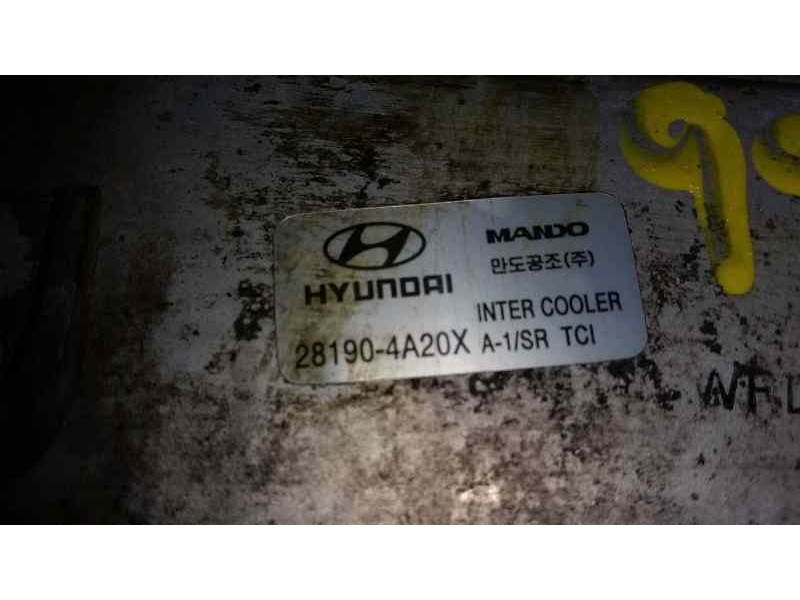 HYUNDAI
MANDO
만도공조(주)
INTER COOLER
28190-4A20X A-1/SR TCI